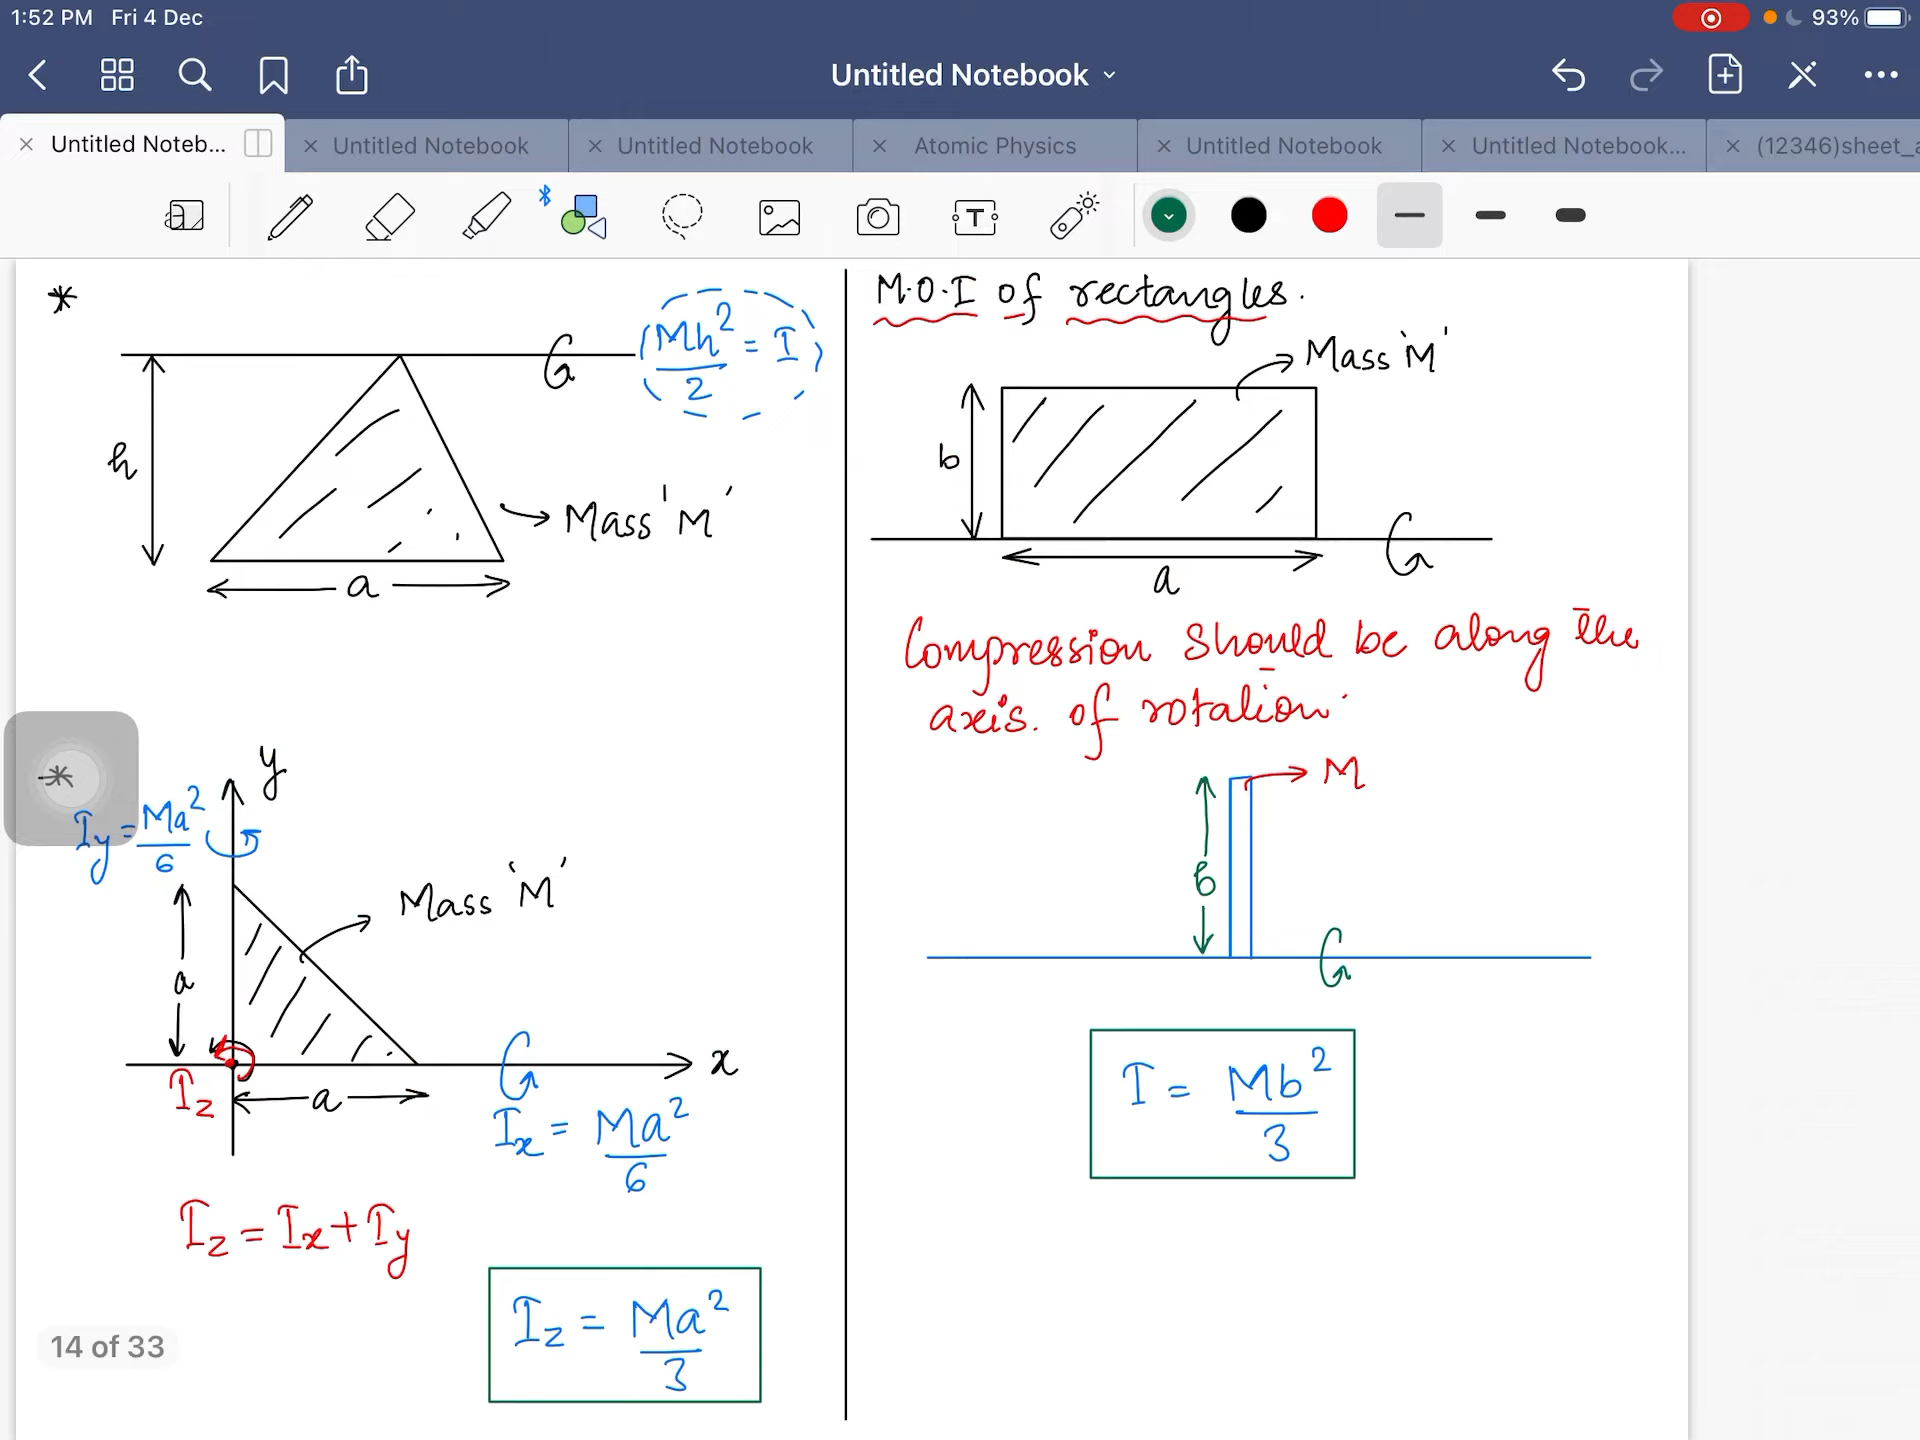 1:52 PM Fri 4 Dec
93%
Untitled Notebook
Untitled Noteb...
Untitled Notebook
Untitled Notebook
Atomic Physics
Untitled Notebook
Untitled Notebook...
(12346)sheet_a
*
Mh²/2 = I
h
Mass 'M'
a
y
Iy = Ma²/6
Mass 'M'
a
x
Iz
a
Ix = Ma²/6
Iz = Ix + Iy
Iz = Ma²/3
14 of 33
M.O.I of rectangles.
Mass 'M'
b
a
Compression should be along the
axis. of rotation
M
b
I = Mb²/3